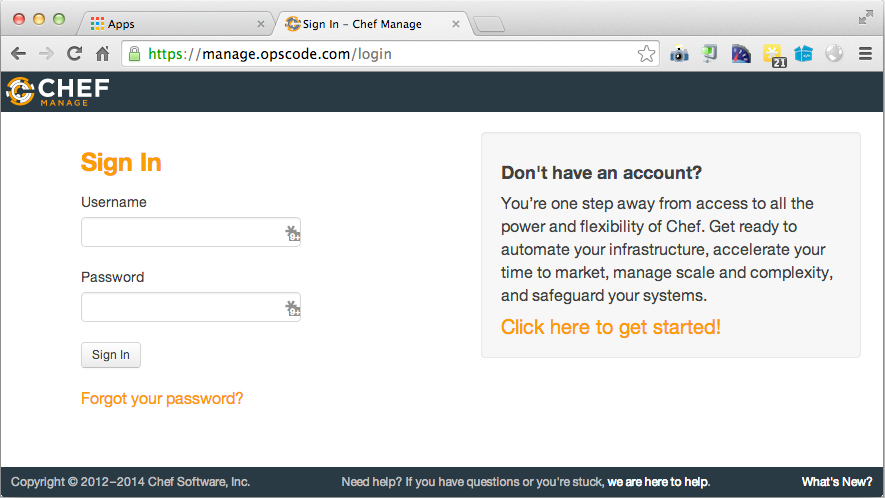 Apps
Sign In – Chef Manage
https://manage.opscode.com/login
21
CHEF
MANAGE
Sign In
Username
9+
Password
9+
Sign In
Forgot your password?
Don't have an account?
You're one step away from access to all the
power and flexibility of Chef. Get ready to
automate your infrastructure, accelerate your
time to market, manage scale and complexity,
and safeguard your systems.
Click here to get started!
Copyright © 2012–2014 Chef Software, Inc.
Need help? If you have questions or you're stuck, we are here to help.
What's New?